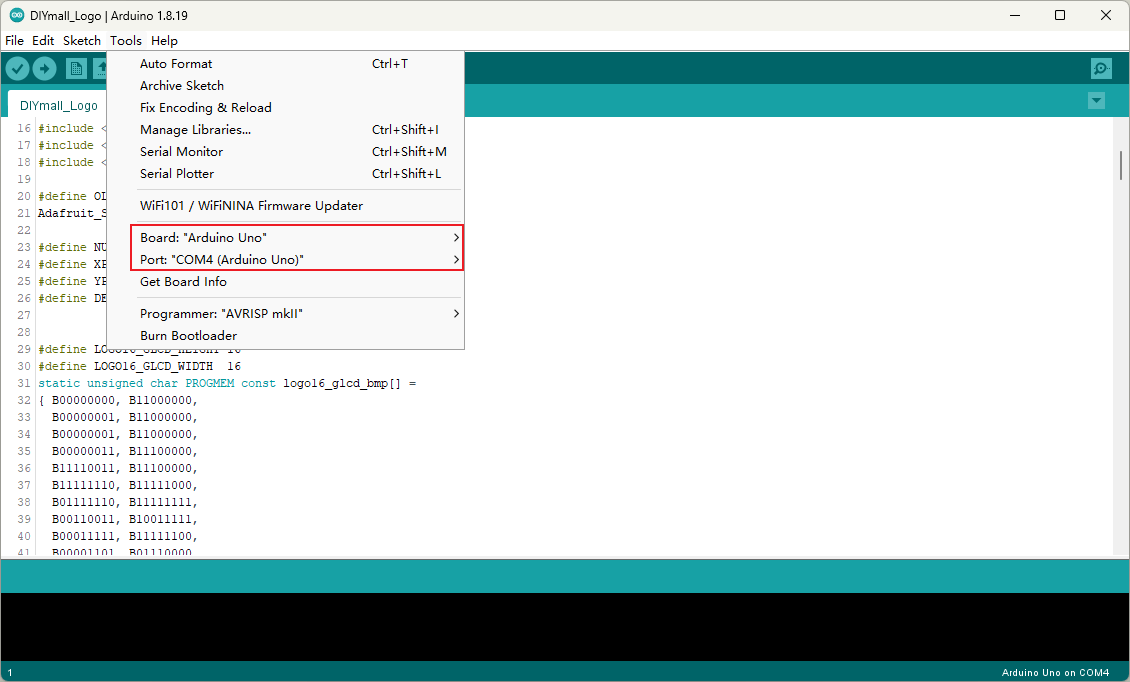 DIYmall_Logo | Arduino 1.8.19
File Edit Sketch Tools Help
Auto Format Ctrl+T
Archive Sketch
Fix Encoding & Reload
Manage Libraries... Ctrl+Shift+I
Serial Monitor Ctrl+Shift+M
Serial Plotter Ctrl+Shift+L
WiFi101 / WiFiNINA Firmware Updater
Board: "Arduino Uno"
Port: "COM4 (Arduino Uno)"
Get Board Info
Programmer: "AVRISP mkII"
Burn Bootloader
DIYmall_Logo
16 #include <
17 #include <
18 #include <
19
20 #define OL
21 Adafruit_S
22
23 #define NU
24 #define XP
25 #define YP
26 #define DE
27
28
29 #define LOGO16_GLCD_HEIGHT 16
30 #define LOGO16_GLCD_WIDTH  16
31 static unsigned char PROGMEM const logo16_glcd_bmp[] =
32 { B00000000, B11000000,
33   B00000001, B11000000,
34   B00000001, B11000000,
35   B00000011, B11100000,
36   B11110011, B11100000,
37   B11111110, B11111000,
38   B01111110, B11111111,
39   B00110011, B10011111,
40   B00011111, B11111100,
41   B00001101, B01110000,
1
Arduino Uno on COM4